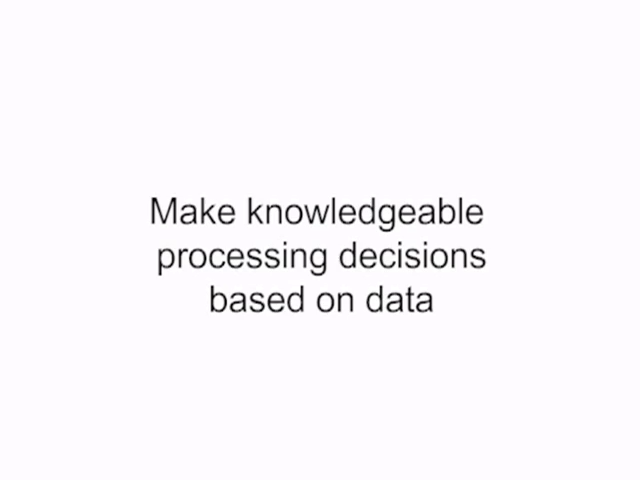 Make knowledgeable
processing decisions
based on data